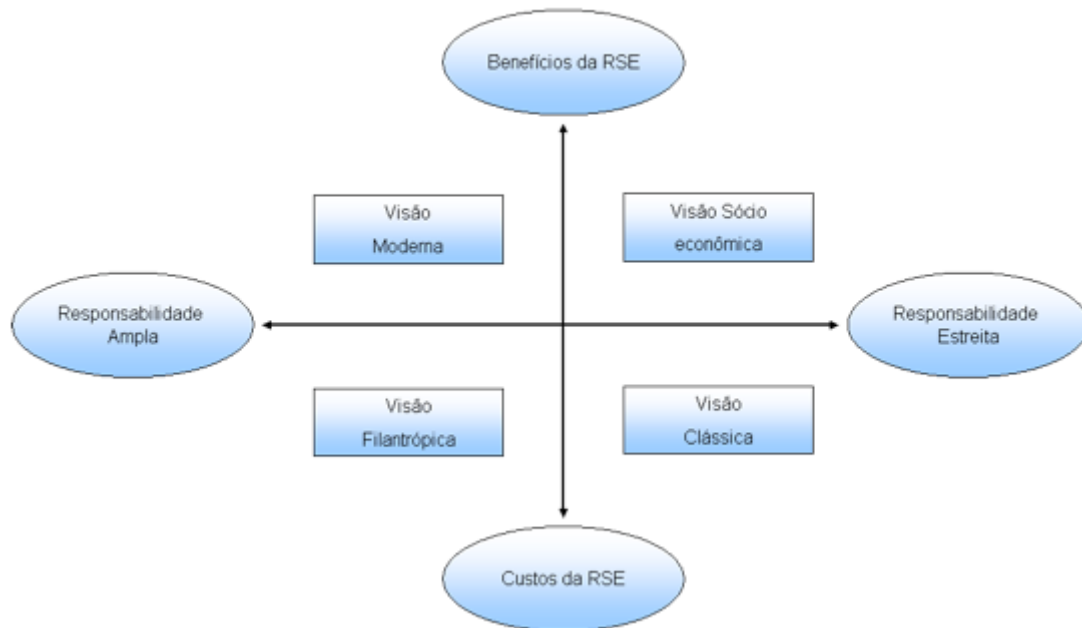 Benefícios da RSE
Visão
Moderna
Visão Sócio
econômica
Responsabilidade
Ampla
Responsabilidade
Estreita
Visão
Filantrópica
Visão
Clássica
Custos da RSE